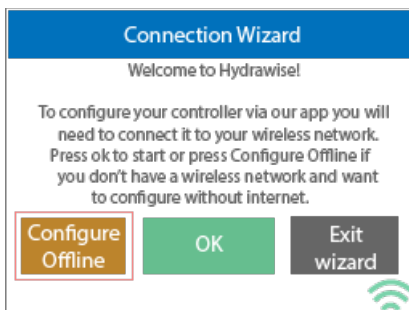 Connection Wizard
Welcome to Hydrawise!
To configure your controller via our app you will
need to connect it to your wireless network.
Press ok to start or press Configure Offline if
you don't have a wireless network and want
to configure without internet.
Configure
Offline
OK
Exit
wizard